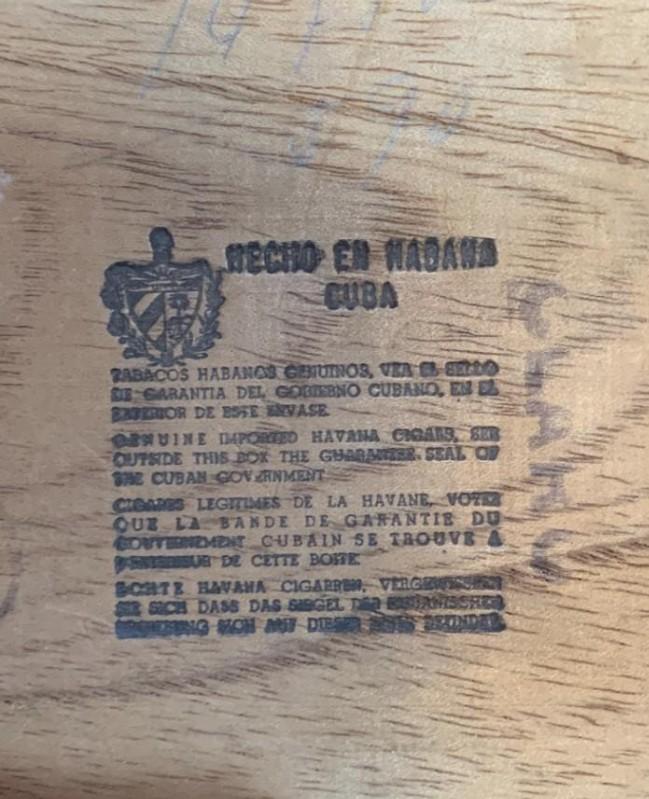 HECHO EN HABANA
CUBA
TABACOS HABANOS GENUINOS, VEA EL SELLO
DE GARANTIA DEL GOBIERNO CUBANO, EN EL
EXTERIOR DE ESTE ENVASE.
GENUINE IMPORTED HAVANA CIGARS, SEE
OUTSIDE THIS BOX THE GUARANTEE SEAL OF
THE CUBAN GOVERNMENT
CIGARES LEGITIMES DE LA HAVANE, VOYEZ
QUE LA BANDE DE GARANTIE DU
GOUVERNEMENT CUBAIN SE TROUVE A
DE CETTE BOITE
ECHTE HAVANA CIGARREN,
SIE SICH DASS DAS SIEGEL DER
SICH AUF DIESER